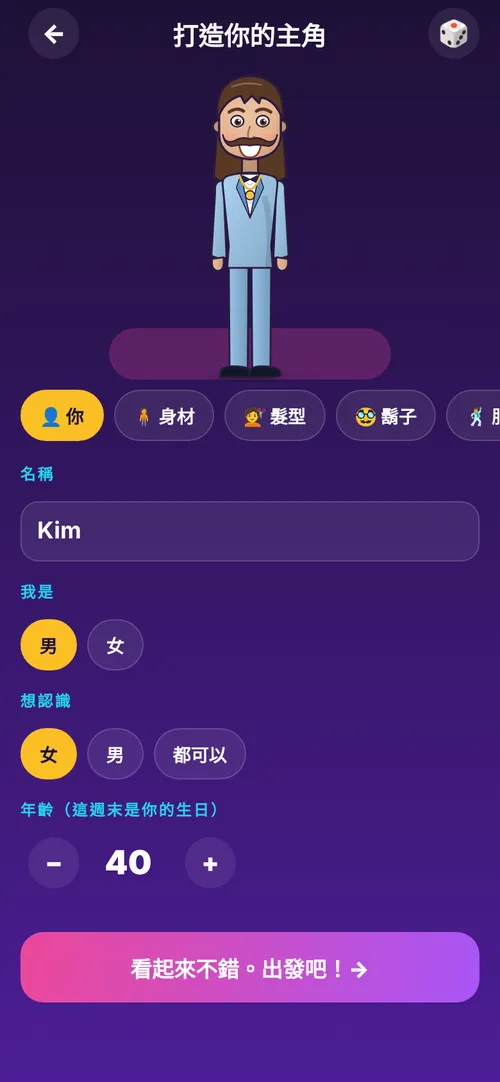 打造你的主角
你
身材
髮型
鬍子
名稱
Kim
我是
男
女
想認識
女
男
都可以
年齡（這週末是你的生日）
− 40 +
看起來不錯。出發吧！→